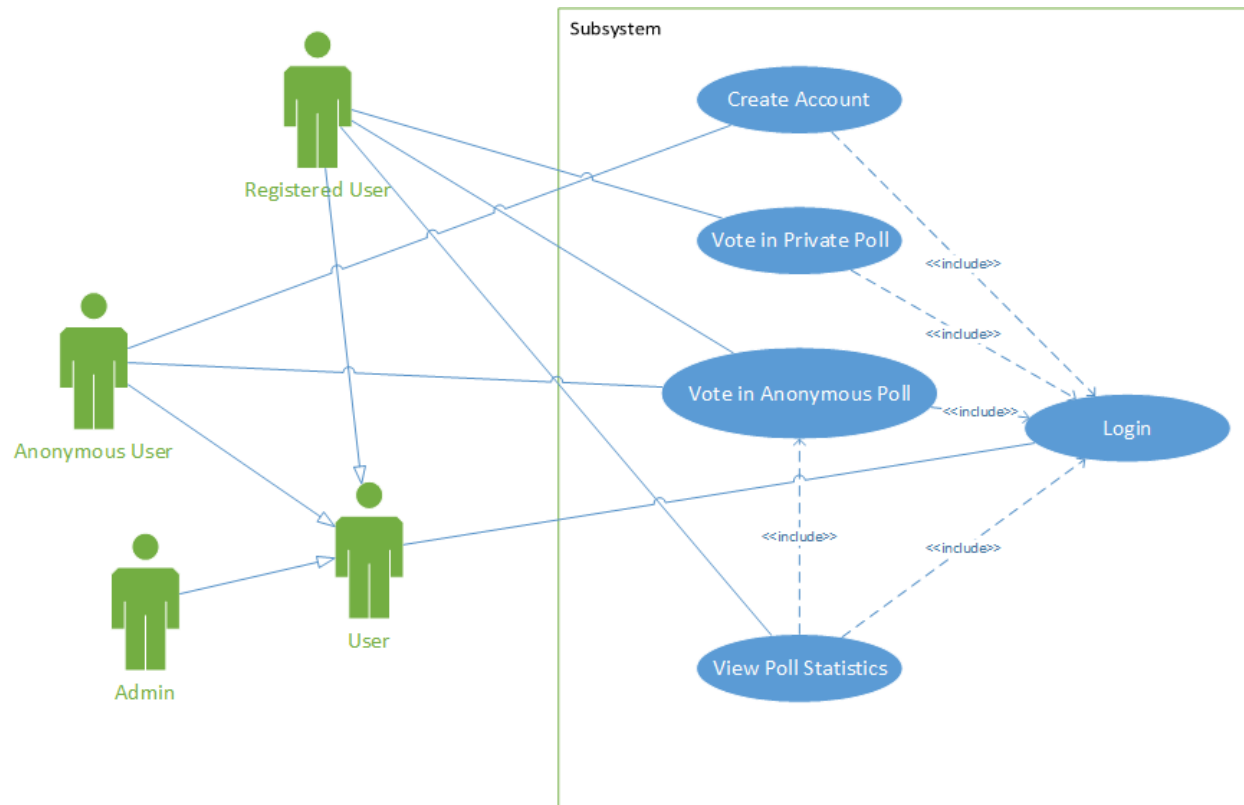 Subsystem
Create Account
Registered User
Vote in Private Poll
<<include>>
<<include>>
Vote in Anonymous Poll
<<include>>
Login
Anonymous User
<<include>>
<<include>>
User
View Poll Statistics
Admin